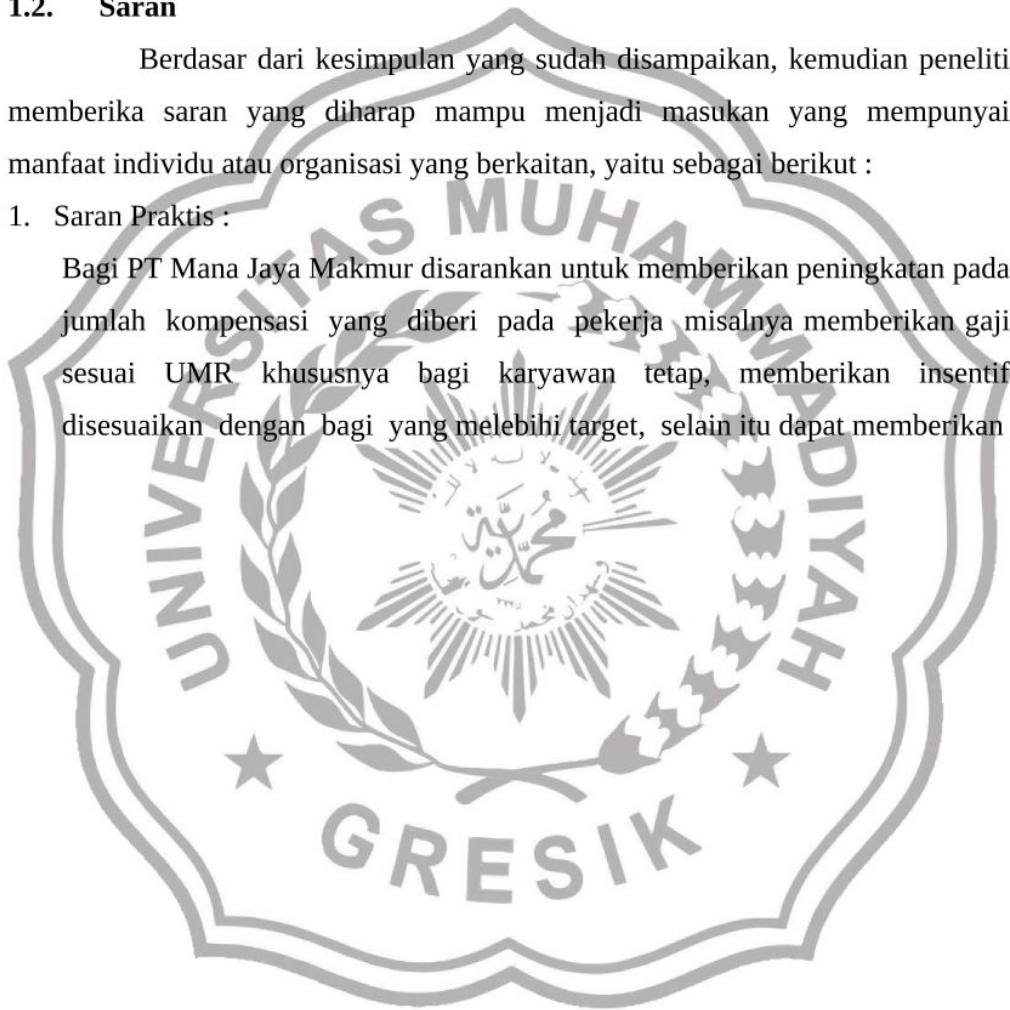 1.2. Saran
Berdasar dari kesimpulan yang sudah disampaikan, kemudian peneliti
memberika saran yang diharap mampu menjadi masukan yang mempunyai
manfaat individu atau organisasi yang berkaitan, yaitu sebagai berikut :
1. Saran Praktis :
Bagi PT Mana Jaya Makmur disarankan untuk memberikan peningkatan pada
jumlah kompensasi yang diberi pada pekerja misalnya memberikan gaji
sesuai UMR khususnya bagi karyawan tetap, memberikan insentif
disesuaikan dengan bagi yang melebihi target, selain itu dapat memberikan
UNIVERSITAS MUHAMMADIYAH
محمدية
GRESIK